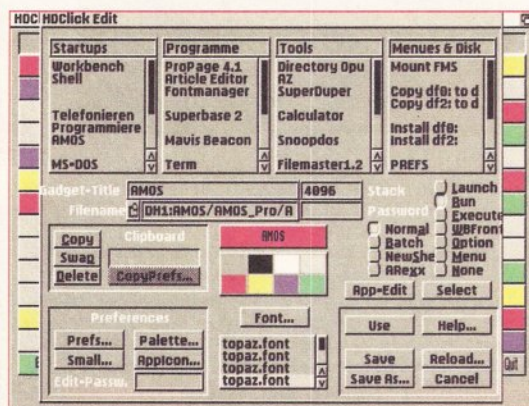 HDClick Edit
Startups
Workbench
Shell
Telefonieren
Programmiere
AMOS
MS-DOS
Programme
ProPage 4.1
Article Editor
Fontmanager
Superbase 2
Mavis Beacon
Term
Tools
Directory Opu
AZ
SuperDuper
Calculator
Snoopdos
Filemaster1.2
Menues & Disk
Mount FMS
Copy df0: to d
Copy df2: to d
Install df0:
Install df2:
PREFS
Gadget-Title AMOS 4096 Stack
Filename DH1:AMOS/AMOS_Pro/A Password
Launch
Run
Execute
WBFront
Option
Menu
None
Normal
Batch
NewShe
ARexx
Copy
Swap
Delete
Clipboard
CopyPrefs...
AMOS
App-Edit Select
Preferences
Prefs... Palette...
Small... AppIcon...
Edit-Passw.
Font...
topaz.font
topaz.font
topaz.font
topaz.font
Use Help...
Save Reload...
Save As... Cancel
Quit